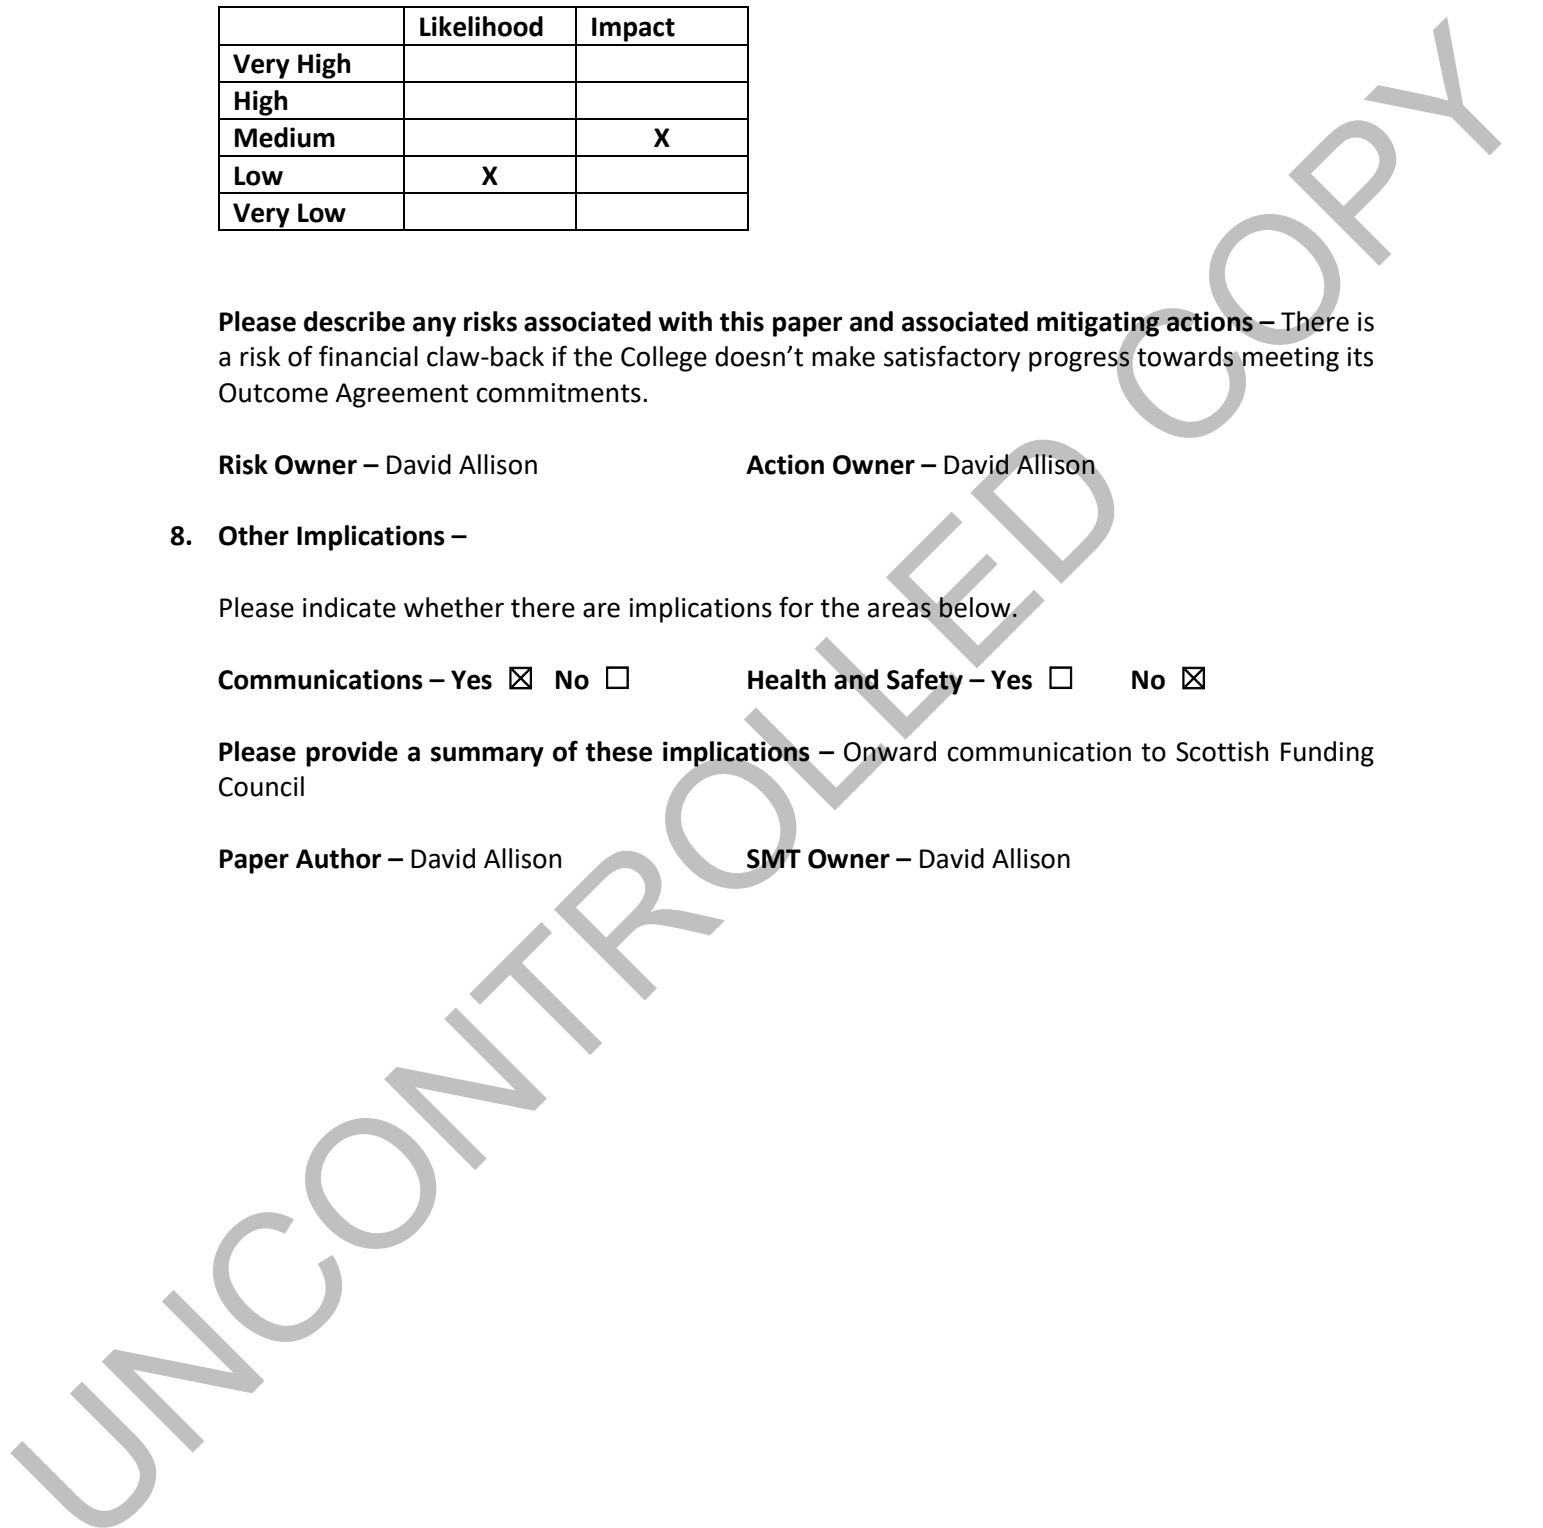 Likelihood Impact
Very High
High
Medium X
Low X
Very Low
Please describe any risks associated with this paper and associated mitigating actions – There is
a risk of financial claw-back if the College doesn’t make satisfactory progress towards meeting its
Outcome Agreement commitments.
Risk Owner – David Allison Action Owner – David Allison
8. Other Implications –
Please indicate whether there are implications for the areas below.
Communications – Yes ☒ No ☐ Health and Safety – Yes ☐ No ☒
Please provide a summary of these implications – Onward communication to Scottish Funding
Council
Paper Author – David Allison SMT Owner – David Allison
UNCONTROLLED COPY